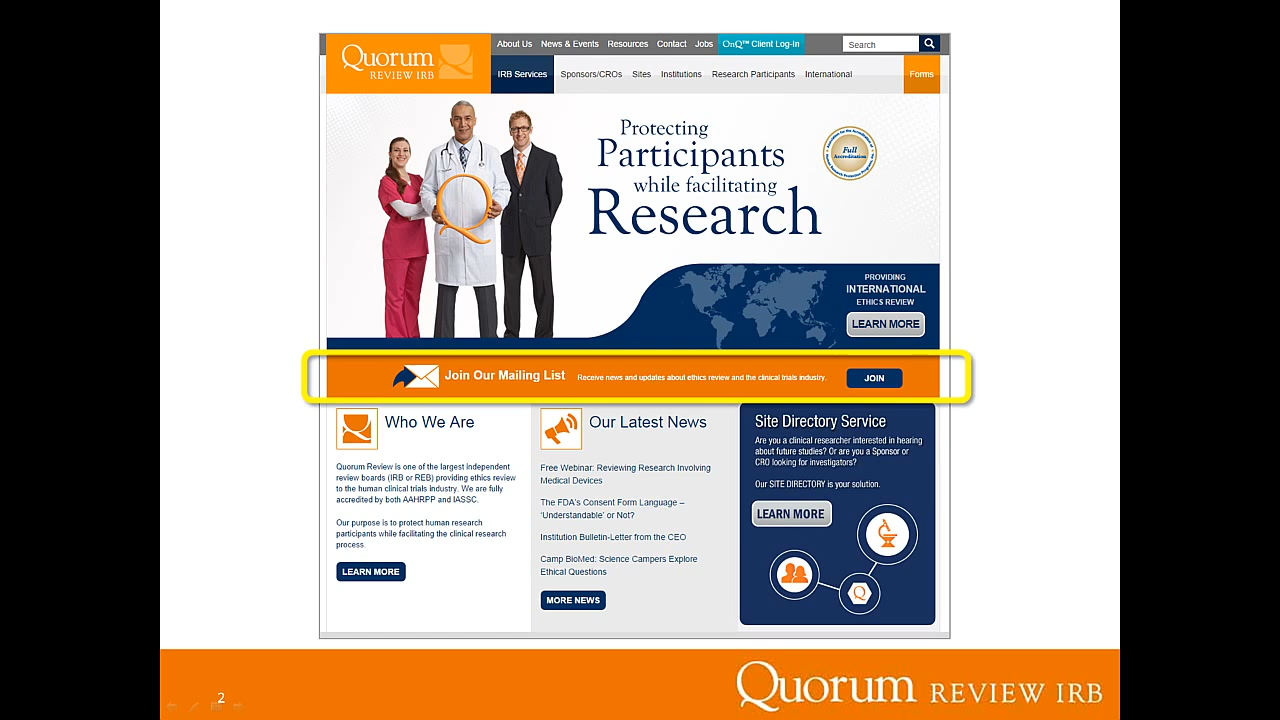 About Us News & Events Resources Contact Jobs OnQ™ Client Log-In Search
Quorum
REVIEW IRB
IRB Services Sponsors/CROs Sites Institutions Research Participants International Forms
Protecting
Participants
while facilitating
Research
Full
Accreditation
Q
PROVIDING
INTERNATIONAL
ETHICS REVIEW
LEARN MORE
Join Our Mailing List Receive news and updates about ethics review and the clinical trials industry. JOIN
Who We Are
Quorum Review is one of the largest independent
review boards (IRB or REB) providing ethics review
to the human clinical trials industry. We are fully
accredited by both AAHRPP and IASSC.
Our purpose is to protect human research
participants while facilitating the clinical research
process.
LEARN MORE
Our Latest News
Free Webinar: Reviewing Research Involving
Medical Devices
The FDA's Consent Form Language –
'Understandable' or Not?
Institution Bulletin-Letter from the CEO
Camp BioMed: Science Campers Explore
Ethical Questions
MORE NEWS
Site Directory Service
Are you a clinical researcher interested in hearing
about future studies? Or are you a Sponsor or
CRO looking for investigators?
Our SITE DIRECTORY is your solution.
LEARN MORE
Q
2
Quorum REVIEW IRB